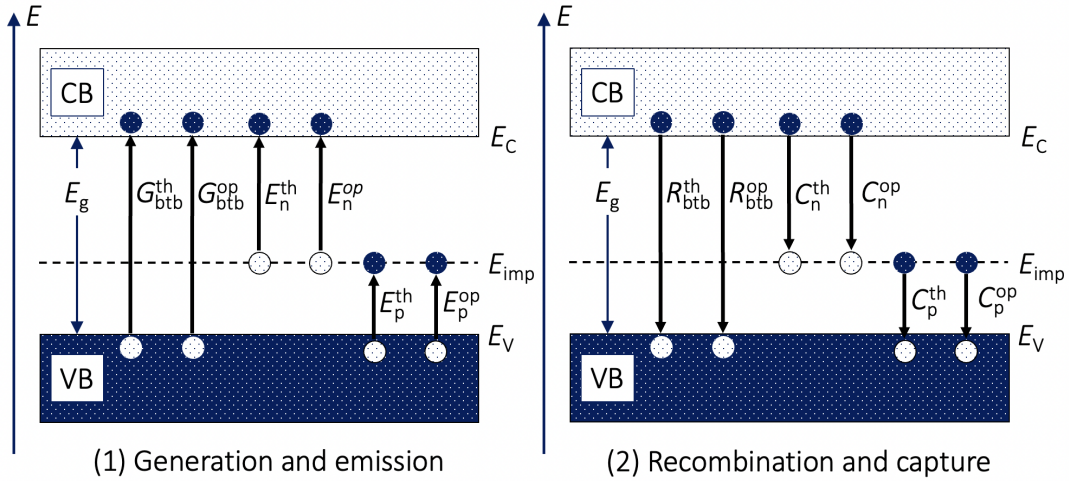 E
CB
E_C
E_g
G_btb^th G_btb^op E_n^th E_n^op
E_imp
E_p^th E_p^op
E_V
VB
(1) Generation and emission
E
CB
E_C
E_g
R_btb^th R_btb^op C_n^th C_n^op
E_imp
C_p^th C_p^op
E_V
VB
(2) Recombination and capture